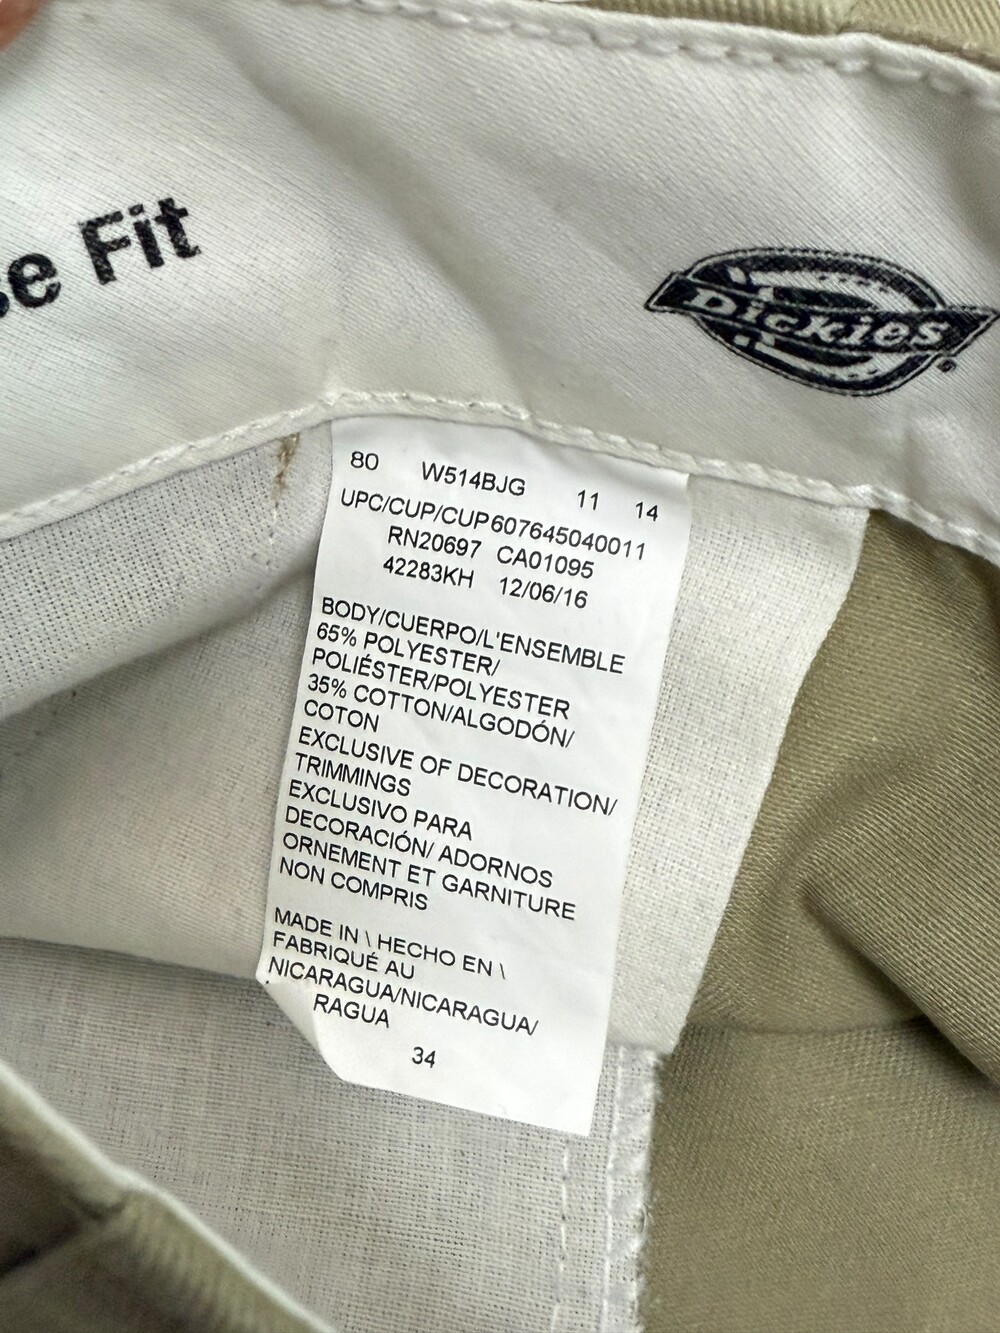 Fit
Dickies
80 W514BJG 11 14
UPC/CUP/CUP607645040011
RN20697 CA01095
42283KH 12/06/16
BODY/CUERPO/L'ENSEMBLE
65% POLYESTER/
POLIÉSTER/POLYESTER
35% COTTON/ALGODÓN/
COTON
EXCLUSIVE OF DECORATION/
TRIMMINGS
EXCLUSIVO PARA
DECORACIÓN/ ADORNOS
ORNEMENT ET GARNITURE
NON COMPRIS
MADE IN \ HECHO EN \
FABRIQUÉ AU
NICARAGUA/NICARAGUA/
RAGUA
34